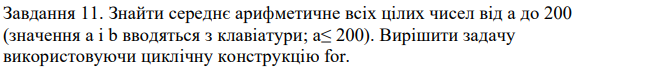 Завдання 11. Знайти середнє арифметичне всіх цілих чисел від a до 200
(значення a і b вводяться з клавіатури; a≤ 200). Вирішити задачу
використовуючи циклічну конструкцію for.